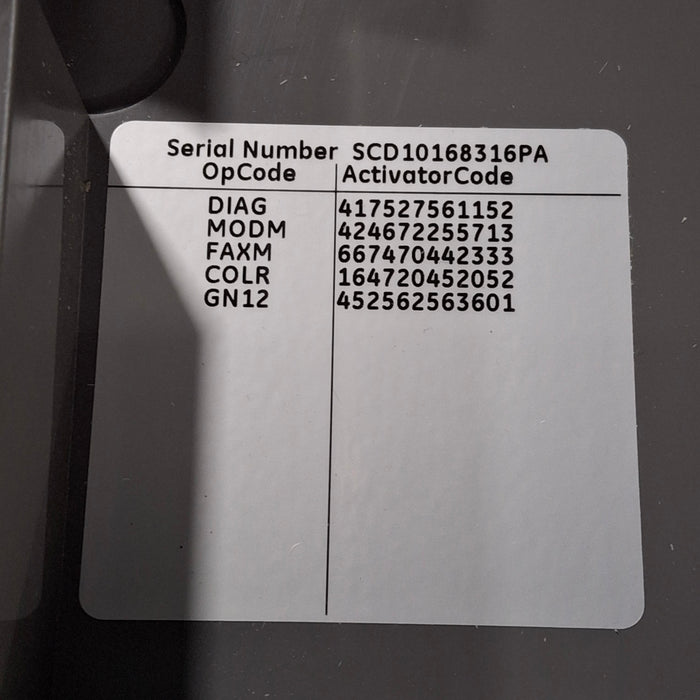 Serial Number SCD10168316PA
OpCode ActivatorCode
DIAG 417527561152
MODM 424672255713
FAXM 667470442333
COLR 164720452052
GN12 452562563601